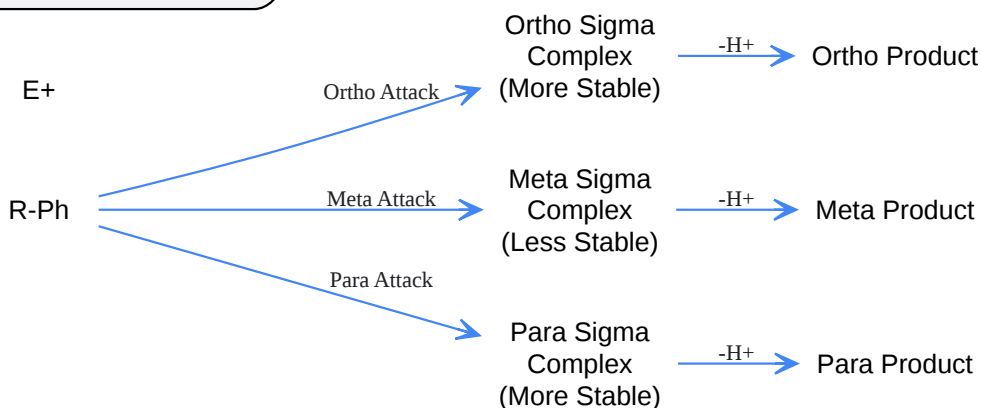 E+
R-Ph
Ortho Attack
Meta Attack
Para Attack
Ortho Sigma
Complex
(More Stable)
-H+
Ortho Product
Meta Sigma
Complex
(Less Stable)
-H+
Meta Product
Para Sigma
Complex
(More Stable)
-H+
Para Product